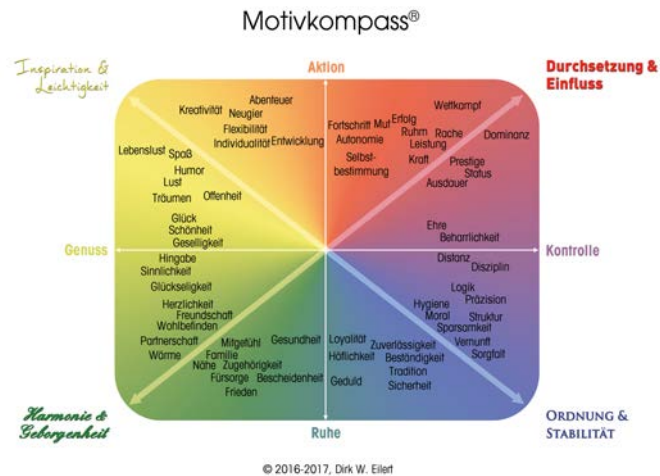 Motivkompass®
Inspiration &
Leichtigkeit
Aktion
Durchsetzung &
Einfluss
Abenteuer
Kreativität
Neugier
Flexibilität
Individualität
Entwicklung
Lebenslust
Spaß
Humor
Lust
Träumen
Offenheit
Glück
Schönheit
Geselligkeit
Wettkampf
Fortschritt
Mut
Erfolg
Ruhm
Rache
Dominanz
Autonomie
Leistung
Selbst-
bestimmung
Kraft
Prestige
Status
Ausdauer
Ehre
Beharrlichkeit
Genuss
Kontrolle
Hingabe
Sinnlichkeit
Glückseligkeit
Herzlichkeit
Freundschaft
Wohlbefinden
Partnerschaft
Wärme
Mitgefühl
Familie
Nähe
Zugehörigkeit
Fürsorge
Bescheidenheit
Frieden
Gesundheit
Distanz
Disziplin
Logik
Präzision
Hygiene
Moral
Struktur
Sparsamkeit
Vernunft
Sorgfalt
Loyalität
Zuverlässigkeit
Höflichkeit
Beständigkeit
Tradition
Geduld
Sicherheit
Harmonie &
Geborgenheit
Ruhe
Ordnung &
Stabilität
© 2016-2017, Dirk W. Eilert